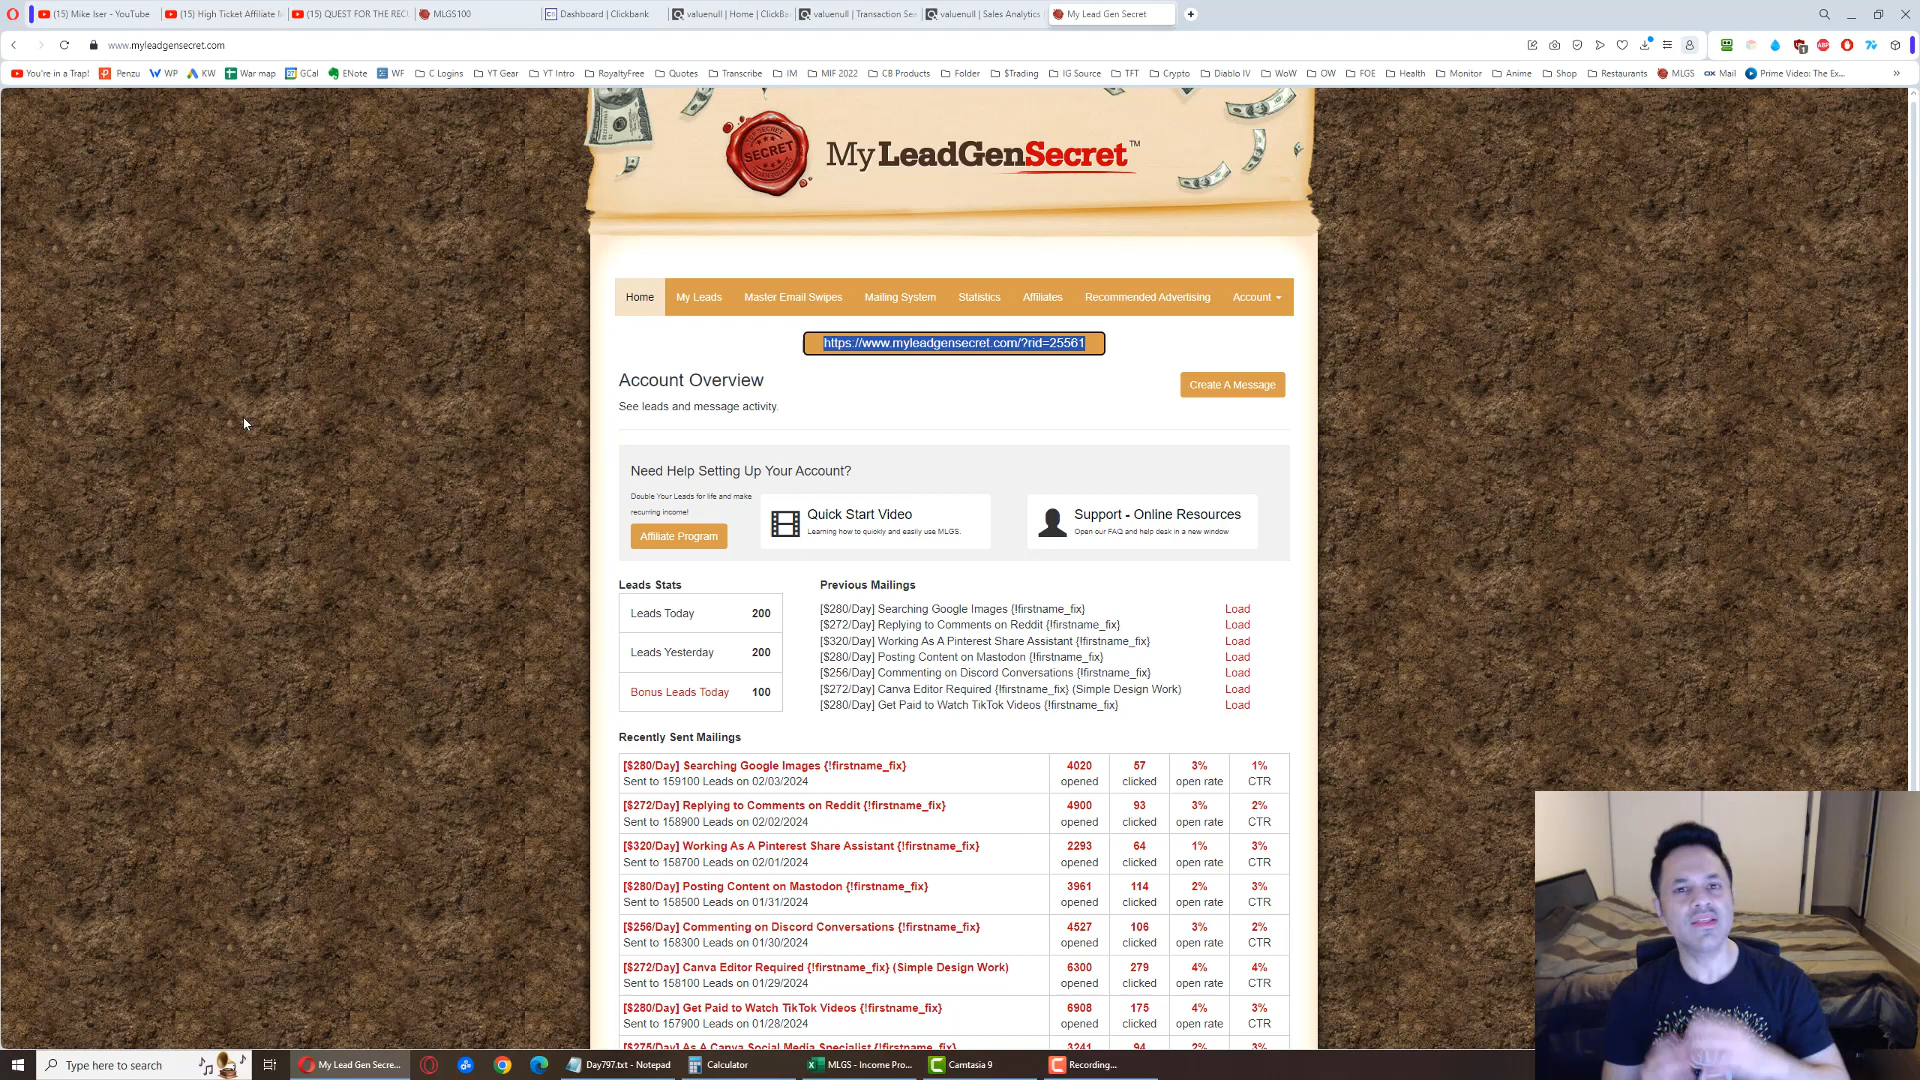 (15) Mike Iser - YouTube
(15) High Ticket Affiliate M
(15) QUEST FOR THE REC
MLGS100
Dashboard | Clickbank
valuenull | Home | ClickBa
valuenull | Transaction Se
valuenull | Sales Analytics
My Lead Gen Secret
www.myleadgensecret.com
You're in a Trap!
Penzu
WP
KW
War map
GCal
ENote
WF
C Logins
YT Gear
YT Intro
RoyaltyFree
Quotes
Transcribe
IM
MIF 2022
CB Products
Folder
$Trading
IG Source
TFT
Crypto
Diablo IV
WoW
OW
FOE
Health
Monitor
Anime
Shop
Restaurants
MLGS
Mail
Prime Video: The Ex...
SECRET
MyLeadGenSecret™
Home
My Leads
Master Email Swipes
Mailing System
Statistics
Affiliates
Recommended Advertising
Account
https://www.myleadgensecret.com/?rid=25561
Account Overview
Create A Message
See leads and message activity.
Need Help Setting Up Your Account?
Double Your Leads for life and make
recurring income!
Affiliate Program
Quick Start Video
Learning how to quickly and easily use MLGS.
Support - Online Resources
Open our FAQ and help desk in a new window
Leads Stats
Leads Today 200
Leads Yesterday 200
Bonus Leads Today 100
Previous Mailings
[$280/Day] Searching Google Images {!firstname_fix} Load
[$272/Day] Replying to Comments on Reddit {!firstname_fix} Load
[$320/Day] Working As A Pinterest Share Assistant {!firstname_fix} Load
[$280/Day] Posting Content on Mastodon {!firstname_fix} Load
[$256/Day] Commenting on Discord Conversations {!firstname_fix} Load
[$272/Day] Canva Editor Required {!firstname_fix} (Simple Design Work) Load
[$280/Day] Get Paid to Watch TikTok Videos {!firstname_fix} Load
Recently Sent Mailings
[$280/Day] Searching Google Images {!firstname_fix} 4020 57 3% 1%
Sent to 159100 Leads on 02/03/2024 opened clicked open rate CTR
[$272/Day] Replying to Comments on Reddit {!firstname_fix} 4900 93 3% 2%
Sent to 158900 Leads on 02/02/2024 opened clicked open rate CTR
[$320/Day] Working As A Pinterest Share Assistant {!firstname_fix} 2293 64 1% 3%
Sent to 158700 Leads on 02/01/2024 opened clicked open rate CTR
[$280/Day] Posting Content on Mastodon {!firstname_fix} 3961 114 2% 3%
Sent to 158500 Leads on 01/31/2024 opened clicked open rate CTR
[$256/Day] Commenting on Discord Conversations {!firstname_fix} 4527 106 3% 2%
Sent to 158300 Leads on 01/30/2024 opened clicked open rate CTR
[$272/Day] Canva Editor Required {!firstname_fix} (Simple Design Work) 6300 279 4% 4%
Sent to 158100 Leads on 01/29/2024 opened clicked open rate CTR
[$280/Day] Get Paid to Watch TikTok Videos {!firstname_fix} 6908 175 4% 3%
Sent to 157900 Leads on 01/28/2024 opened clicked open rate CTR
[$275/Day] As A Canva Social Media Specialist {!firstname_fix} 3241 94 2% 3%
Type here to search
My Lead Gen Secre...
Day797.txt - Notepad
Calculator
MLGS - Income Pro...
Camtasia 9
Recording...